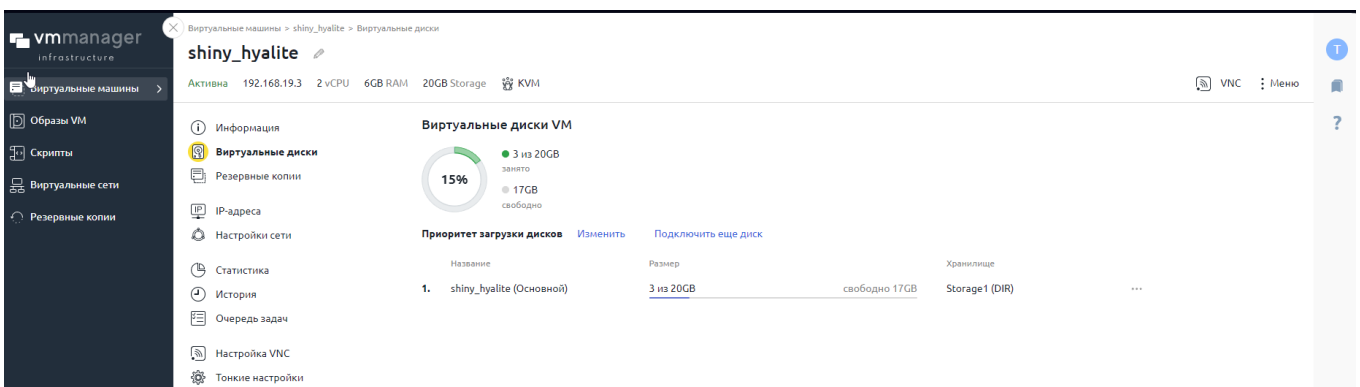 vmmanager
infrastructure
Виртуальные машины
Образы VM
Скрипты
Виртуальные сети
Резервные копии
Виртуальные машины > shiny_hyalite > Виртуальные диски
shiny_hyalite
Активна 192.168.19.3 2 vCPU 6GB RAM 20GB Storage KVM
VNC Меню
T
?
Информация
Виртуальные диски
Резервные копии
IP IP-адреса
Настройки сети
Статистика
История
Очередь задач
Настройка VNC
Тонкие настройки
Виртуальные диски VM
15%
3 из 20GB
занято
17GB
свободно
Приоритет загрузки дисков Изменить Подключить еще диск
Название Размер Хранилище
1. shiny_hyalite (Основной) 3 из 20GB свободно 17GB Storage1 (DIR)